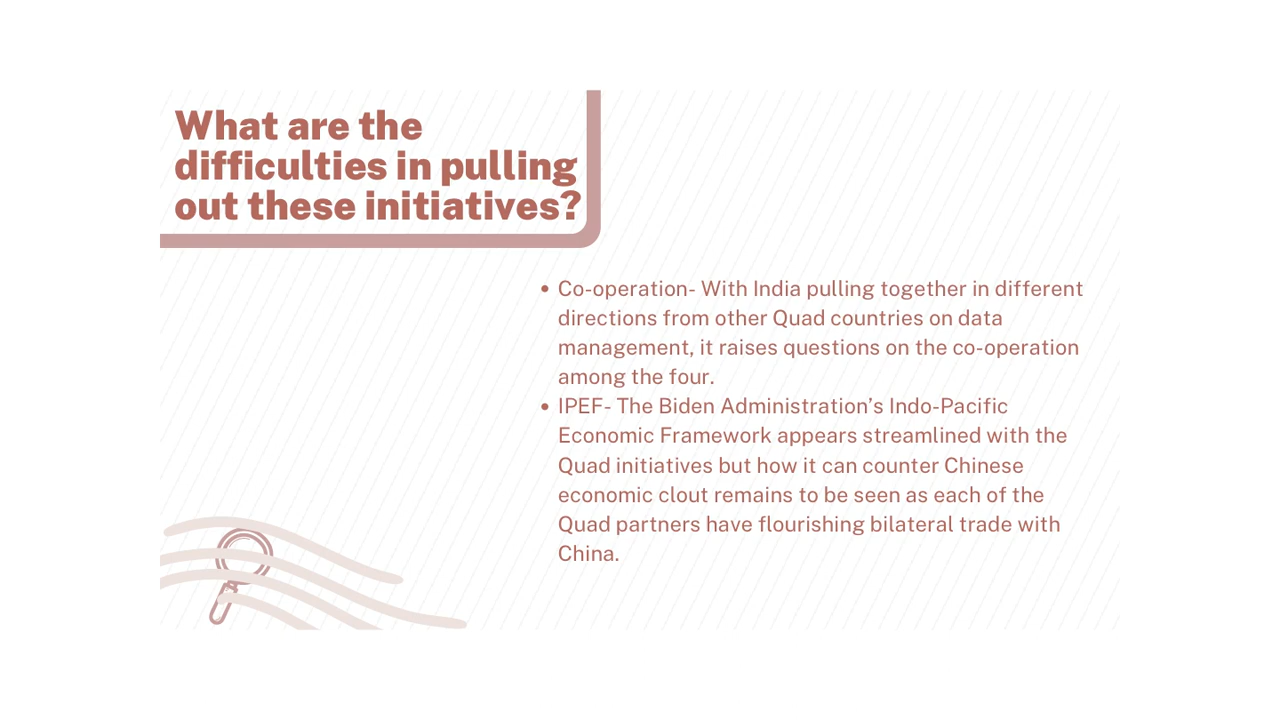 What are the
difficulties in pulling
out these initiatives?
• Co-operation- With India pulling together in different
directions from other Quad countries on data
management, it raises questions on the co-operation
among the four.
• IPEF- The Biden Administration’s Indo-Pacific
Economic Framework appears streamlined with the
Quad initiatives but how it can counter Chinese
economic clout remains to be seen as each of the
Quad partners have flourishing bilateral trade with
China.